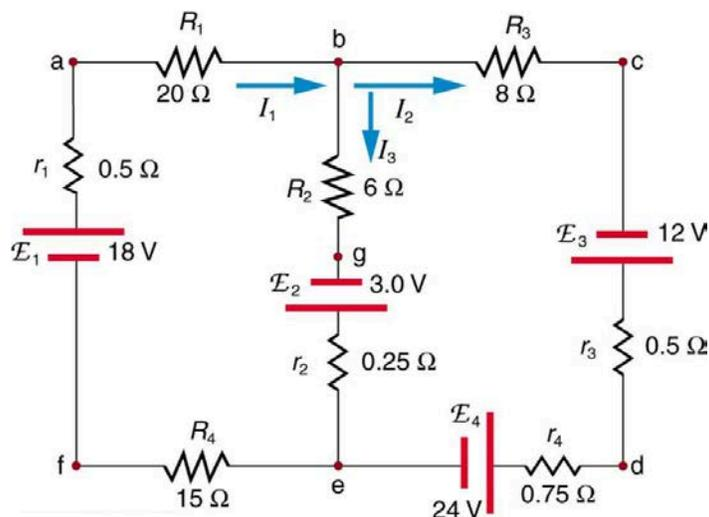 R₁
b
R₃
a
c
20 Ω
I₁
I₂
8 Ω
I₃
r₁
0.5 Ω
R₂
6 Ω
ℰ₁
18 V
g
ℰ₂
3.0 V
ℰ₃
12 V
r₂
0.25 Ω
r₃
0.5 Ω
ℰ₄
R₄
r₄
f
e
d
15 Ω
24 V
0.75 Ω